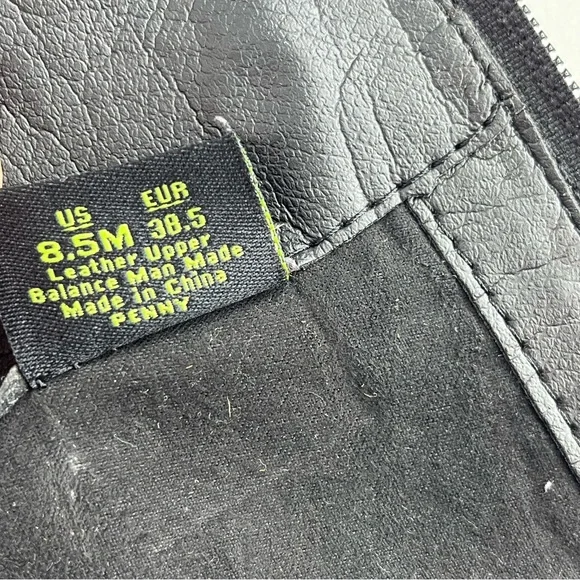 US EUR
8.5M 38.5
Leather Upper
Balance Man Made
Made in China
PENNY